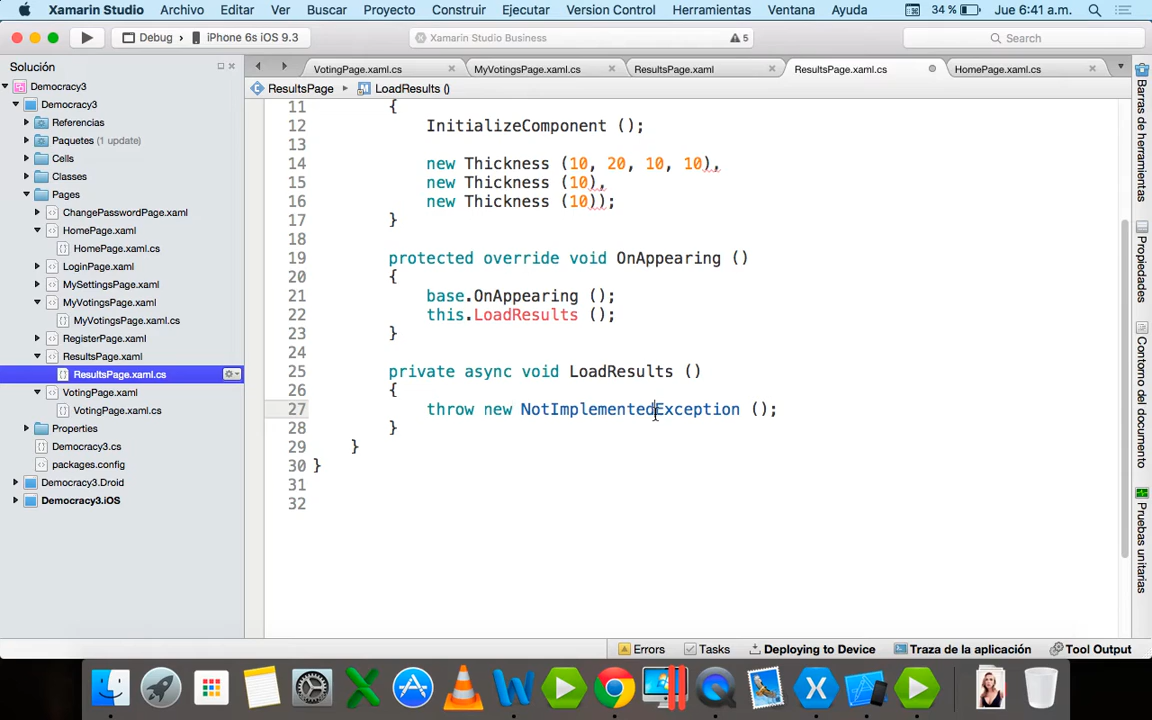 Xamarin Studio Archivo Editar Ver Buscar Proyecto Construir Ejecutar Version Control Herramientas Ventana Ayuda 34 % Jue 6:41 a.m.
Debug iPhone 6s iOS 9.3 Xamarin Studio Business 5 Search
Solución
VotingPage.xaml.cs MyVotingsPage.xaml.cs ResultsPage.xaml ResultsPage.xaml.cs HomePage.xaml.cs
ResultsPage LoadResults ()
Democracy3
Democracy3
Referencias
Paquetes (1 update)
Cells
Classes
Pages
ChangePasswordPage.xaml
HomePage.xaml
HomePage.xaml.cs
LoginPage.xaml
MySettingsPage.xaml
MyVotingsPage.xaml
MyVotingsPage.xaml.cs
RegisterPage.xaml
ResultsPage.xaml
ResultsPage.xaml.cs
VotingPage.xaml
VotingPage.xaml.cs
Properties
Democracy3.cs
packages.config
Democracy3.Droid
Democracy3.iOS
11 {
12 InitializeComponent ();
13
14 new Thickness (10, 20, 10, 10),
15 new Thickness (10),
16 new Thickness (10));
17 }
18
19 protected override void OnAppearing ()
20 {
21 base.OnAppearing ();
22 this.LoadResults ();
23 }
24
25 private async void LoadResults ()
26 {
27 throw new NotImplementedException ();
28 }
29 }
30 }
31
32
Barras de herramientas
Propiedades
Contorno del documento
Pruebas unitarias
Errors Tasks Deploying to Device Traza de la aplicación Tool Output